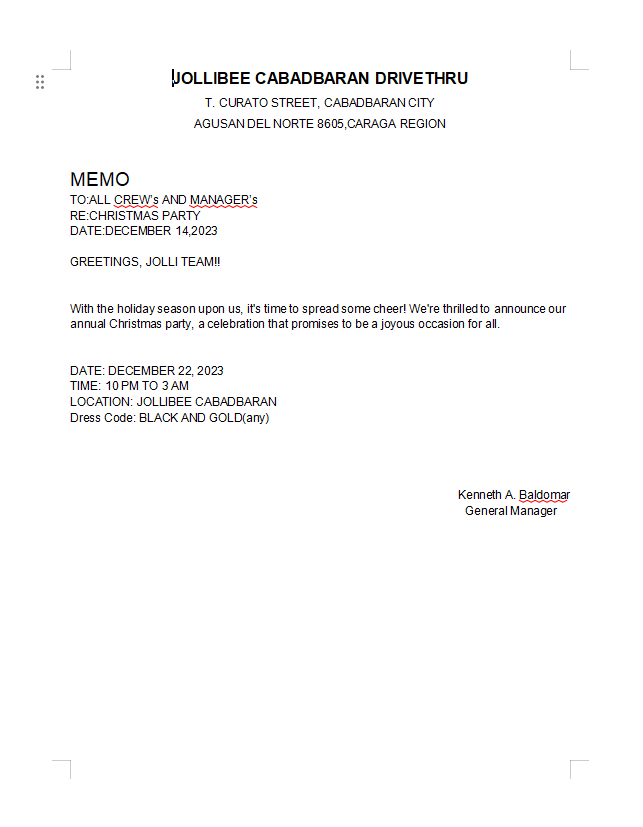 JOLLIBEE CABADBARAN DRIVETHRU
T. CURATO STREET, CABADBARAN CITY
AGUSAN DEL NORTE 8605,CARAGA REGION
MEMO
TO:ALL CREW's AND MANAGER's
RE:CHRISTMAS PARTY
DATE:DECEMBER 14,2023
GREETINGS, JOLLI TEAM!!
With the holiday season upon us, it's time to spread some cheer! We're thrilled to announce our
annual Christmas party, a celebration that promises to be a joyous occasion for all.
DATE: DECEMBER 22, 2023
TIME: 10 PM TO 3 AM
LOCATION: JOLLIBEE CABADBARAN
Dress Code: BLACK AND GOLD(any)
Kenneth A. Baldomar
General Manager